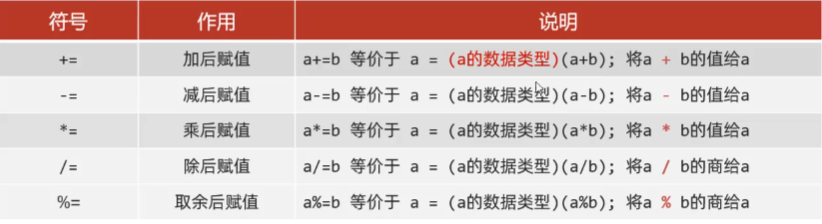 符号 作用 说明
+= 加后赋值 a+=b 等价于 a = (a的数据类型)(a+b); 将a + b的值给a
-= 减后赋值 a-=b 等价于 a = (a的数据类型)(a-b); 将a - b的值给a
*= 乘后赋值 a*=b 等价于 a = (a的数据类型)(a*b); 将a * b的值给a
/= 除后赋值 a/=b 等价于 a = (a的数据类型)(a/b); 将a / b的商给a
%= 取余后赋值 a%=b 等价于 a = (a的数据类型)(a%b); 将a % b的商给a